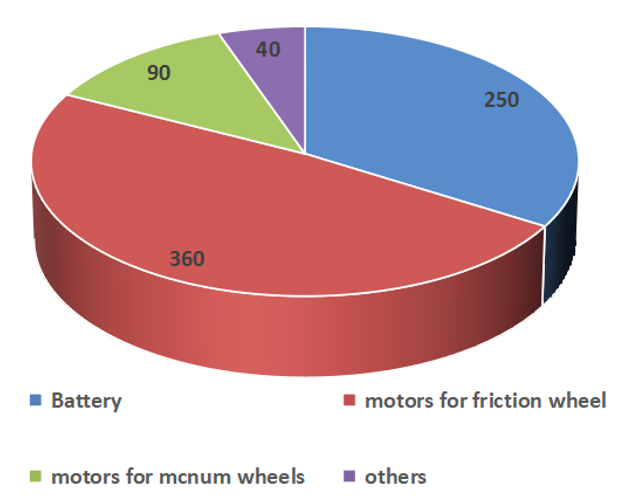 40
90
250
360
Battery
motors for friction wheel
motors for mcnum wheels
others